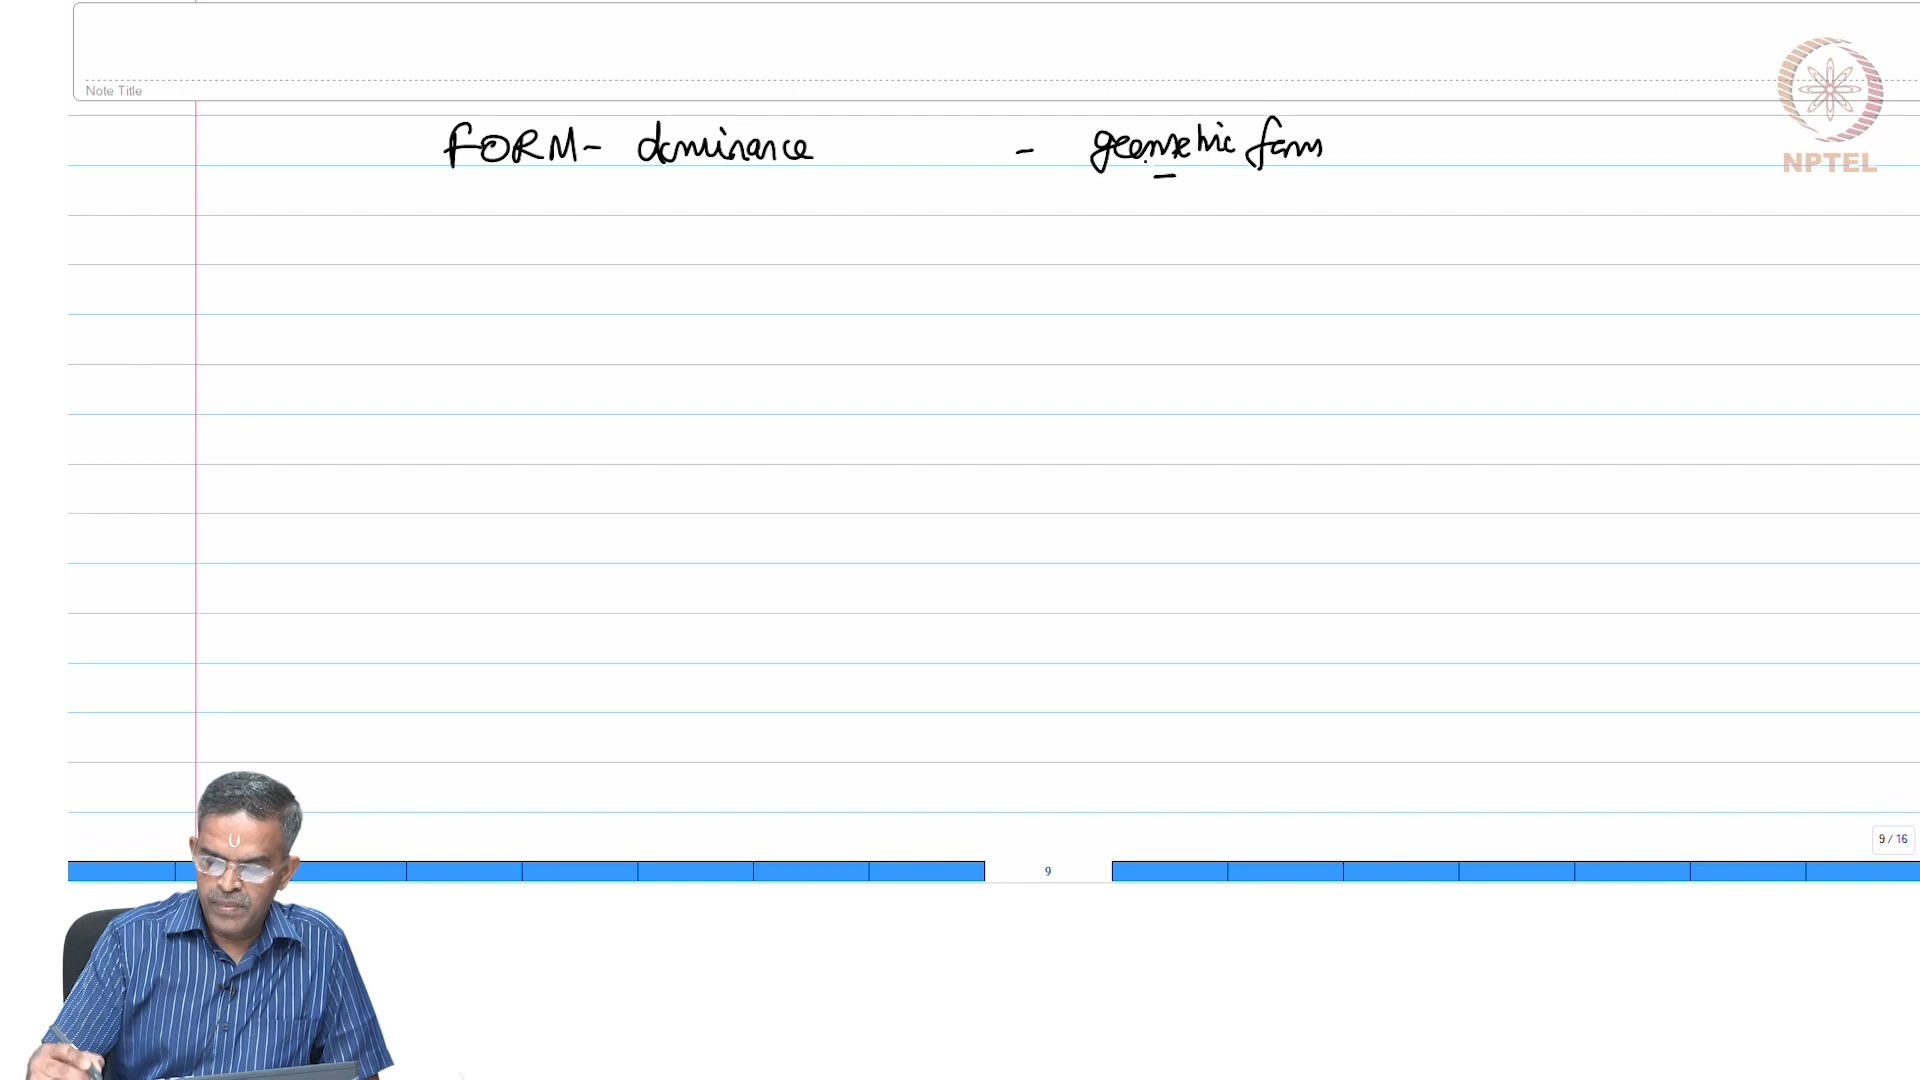 NPTEL
Note Title
FORM - dominance - geometric form
9 / 16
9